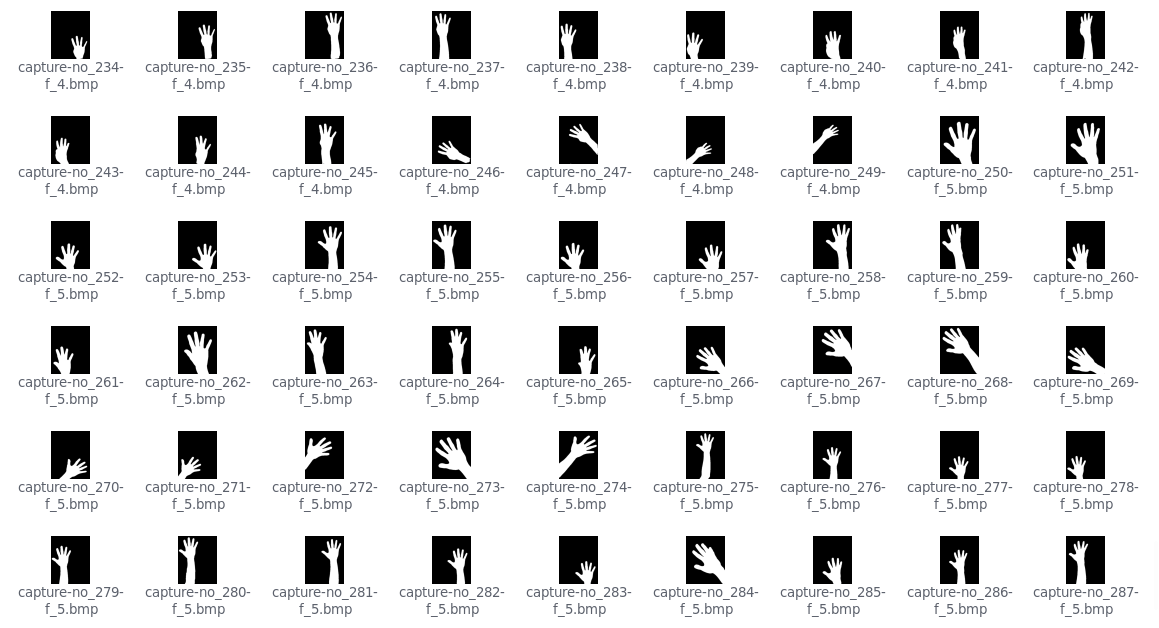 capture-no_234- capture-no_235- capture-no_236- capture-no_237- capture-no_238- capture-no_239- capture-no_240- capture-no_241- capture-no_242-
f_4.bmp f_4.bmp f_4.bmp f_4.bmp f_4.bmp f_4.bmp f_4.bmp f_4.bmp f_4.bmp
capture-no_243- capture-no_244- capture-no_245- capture-no_246- capture-no_247- capture-no_248- capture-no_249- capture-no_250- capture-no_251-
f_4.bmp f_4.bmp f_4.bmp f_4.bmp f_4.bmp f_4.bmp f_4.bmp f_5.bmp f_5.bmp
capture-no_252- capture-no_253- capture-no_254- capture-no_255- capture-no_256- capture-no_257- capture-no_258- capture-no_259- capture-no_260-
f_5.bmp f_5.bmp f_5.bmp f_5.bmp f_5.bmp f_5.bmp f_5.bmp f_5.bmp f_5.bmp
capture-no_261- capture-no_262- capture-no_263- capture-no_264- capture-no_265- capture-no_266- capture-no_267- capture-no_268- capture-no_269-
f_5.bmp f_5.bmp f_5.bmp f_5.bmp f_5.bmp f_5.bmp f_5.bmp f_5.bmp f_5.bmp
capture-no_270- capture-no_271- capture-no_272- capture-no_273- capture-no_274- capture-no_275- capture-no_276- capture-no_277- capture-no_278-
f_5.bmp f_5.bmp f_5.bmp f_5.bmp f_5.bmp f_5.bmp f_5.bmp f_5.bmp f_5.bmp
capture-no_279- capture-no_280- capture-no_281- capture-no_282- capture-no_283- capture-no_284- capture-no_285- capture-no_286- capture-no_287-
f_5.bmp f_5.bmp f_5.bmp f_5.bmp f_5.bmp f_5.bmp f_5.bmp f_5.bmp f_5.bmp